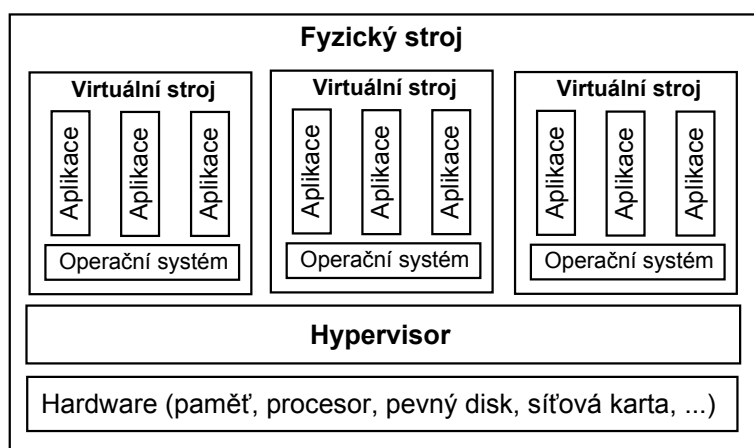 Fyzický stroj
Virtuální stroj
Aplikace
Aplikace
Aplikace
Operační systém
Virtuální stroj
Aplikace
Aplikace
Aplikace
Operační systém
Virtuální stroj
Aplikace
Aplikace
Aplikace
Operační systém
Hypervisor
Hardware (paměť, procesor, pevný disk, síťová karta, ...)